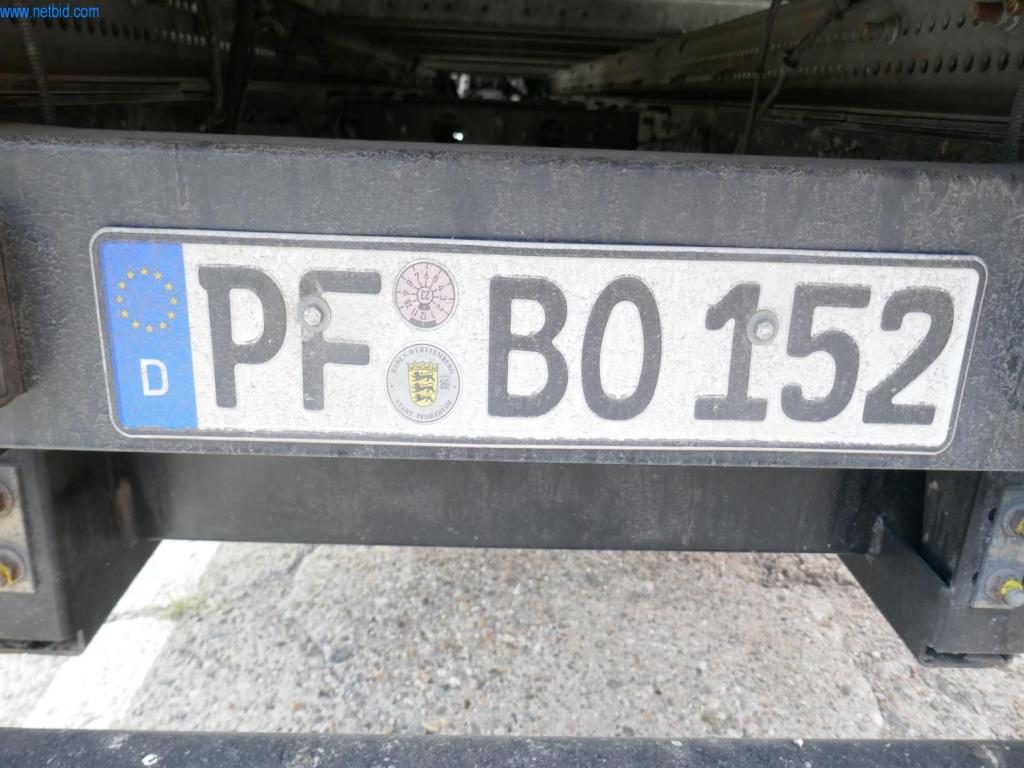 www.netbid.com
PF BO 152
D
BADEN-WÜRTTEMBERG
STADT PFORZHEIM